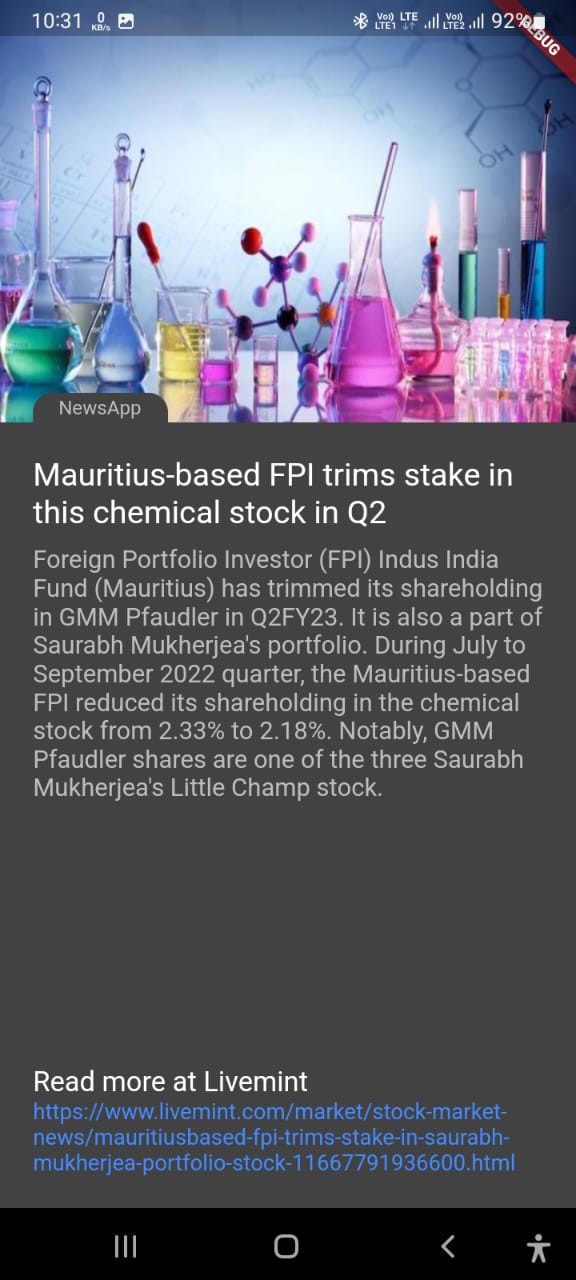 10:31 0 KB/s Vo) LTE1 LTE Vo) LTE2 92%
DEBUG
HO
OH
OH
OH
Cr
NewsApp
Mauritius-based FPI trims stake in
this chemical stock in Q2
Foreign Portfolio Investor (FPI) Indus India
Fund (Mauritius) has trimmed its shareholding
in GMM Pfaudler in Q2FY23. It is also a part of
Saurabh Mukherjea's portfolio. During July to
September 2022 quarter, the Mauritius-based
FPI reduced its shareholding in the chemical
stock from 2.33% to 2.18%. Notably, GMM
Pfaudler shares are one of the three Saurabh
Mukherjea's Little Champ stock.
Read more at Livemint
https://www.livemint.com/market/stock-market-
news/mauritiusbased-fpi-trims-stake-in-saurabh-
mukherjea-portfolio-stock-11667791936600.html